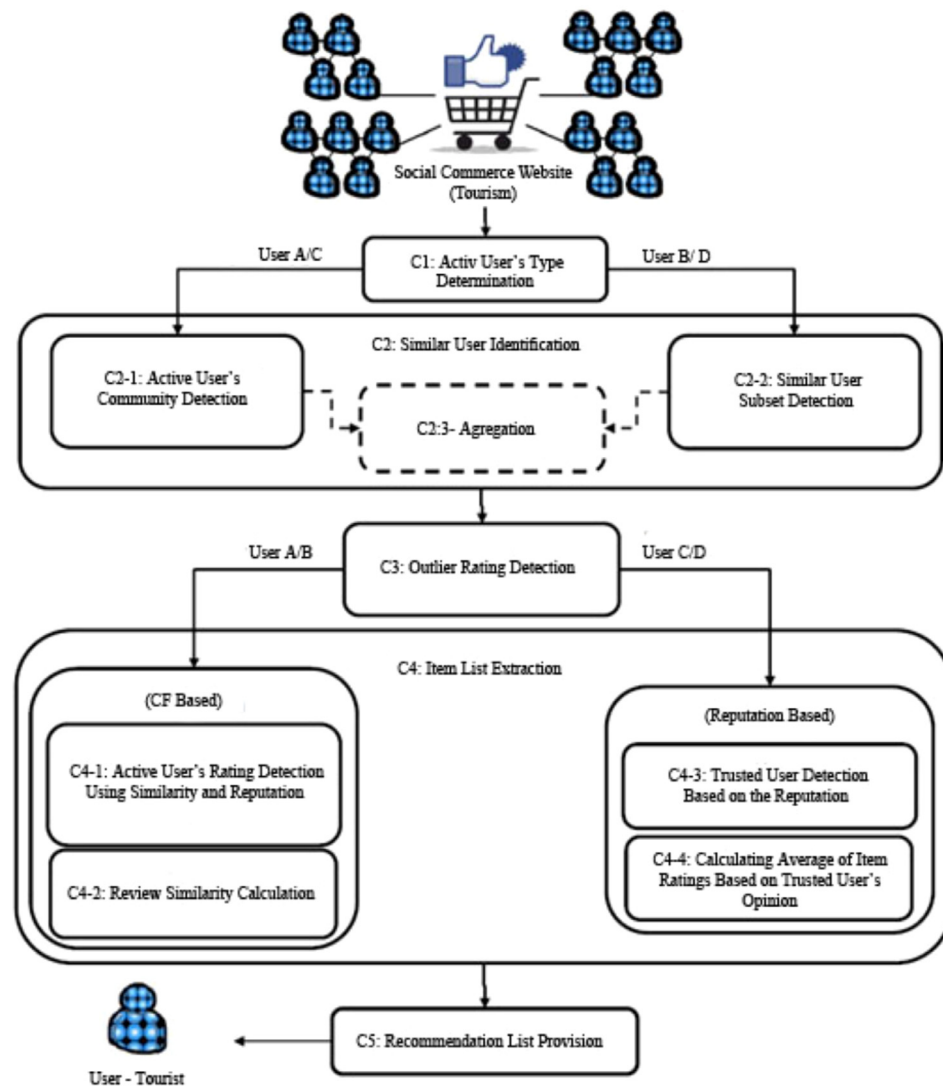 Social Commerce Website
(Tourism)
User A/C
C1: Activ User's Type
Determination
User B/ D
C2: Similar User Identification
C2-1: Active User's
Community Detection
C2:3- Agregation
C2-2: Similar User
Subset Detection
User A/B
C3: Outlier Rating Detection
User C/D
C4: Item List Extraction
(CF Based)
C4-1: Active User's Rating Detection
Using Similarity and Reputation
C4-2: Review Similarity Calculation
(Reputation Based)
C4-3: Trusted User Detection
Based on the Reputation
C4-4: Calculating Average of Item
Ratings Based on Trusted User's
Opinion
C5: Recommendation List Provision
User - Tourist